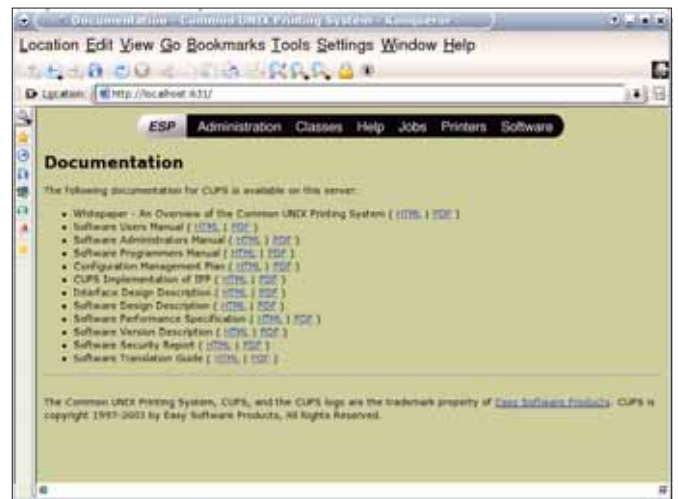 Documentation - Common UNIX Printing System - Konqueror
Location Edit View Go Bookmarks Tools Settings Window Help
Location: http://localhost:631/
ESP Administration Classes Help Jobs Printers Software
Documentation
The following documentation for CUPS is available on this server:
Whitepaper - An Overview of the Common UNIX Printing System ( HTML | PDF )
Software Users Manual ( HTML | PDF )
Software Administrators Manual ( HTML | PDF )
Software Programmers Manual ( HTML | PDF )
Configuration Management Plan ( HTML | PDF )
CUPS Implementation of IPP ( HTML | PDF )
Interface Design Description ( HTML | PDF )
Software Design Description ( HTML | PDF )
Software Performance Specification ( HTML | PDF )
Software Version Description ( HTML | PDF )
Software Security Report ( HTML | PDF )
Software Translation Guide ( HTML | PDF )
The Common UNIX Printing System, CUPS, and the CUPS logo are the trademark property of Easy Software Products. CUPS is
copyright 1997-2003 by Easy Software Products, All Rights Reserved.